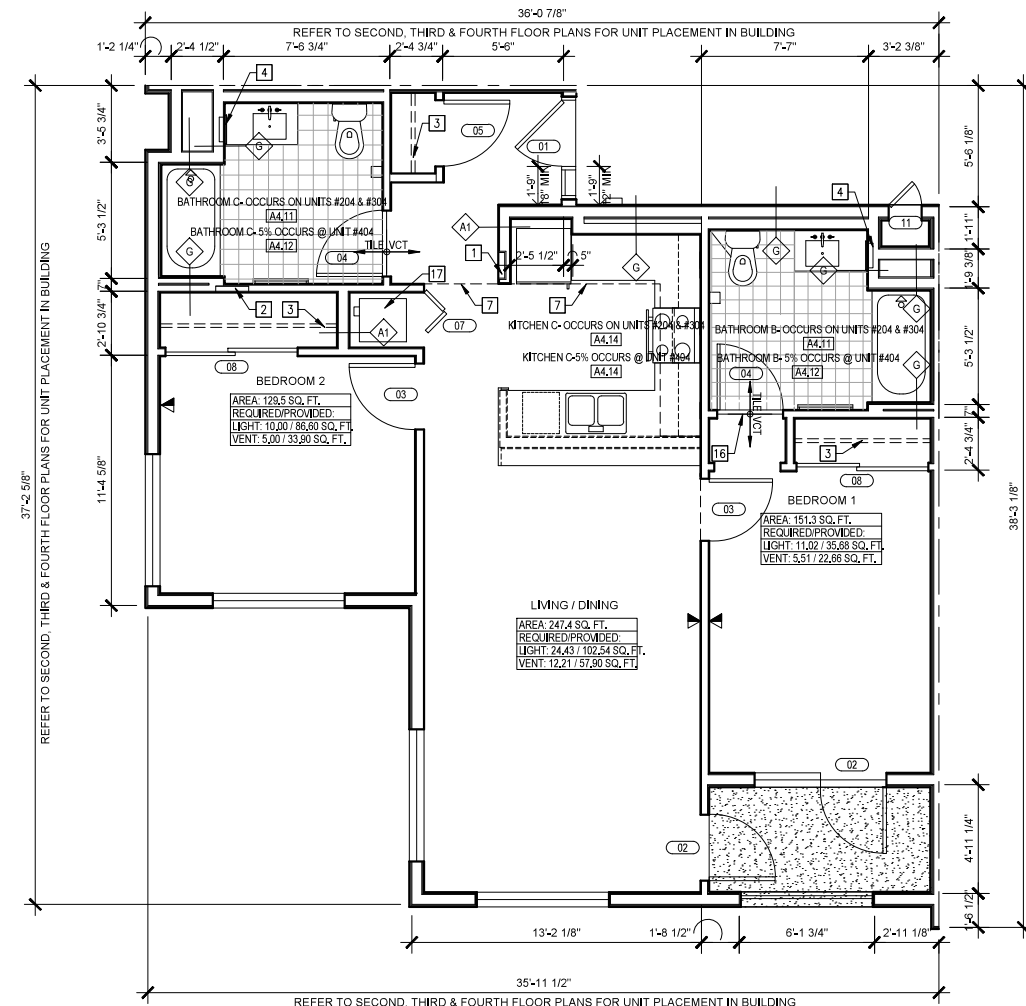 36'-0 7/8"
REFER TO SECOND, THIRD & FOURTH FLOOR PLANS FOR UNIT PLACEMENT IN BUILDING
1'-2 1/4"
2'-4 1/2"
7'-6 3/4"
2'-4 3/4"
5'-6"
7'-7"
3'-2 3/8"
4
3
05
01
G
3'-5 3/4"
5'-6 1/8"
1'-9"
18" MIN
1'-9"
BATHROOM C- OCCURS ON UNITS #204 & #304
A4.11
BATHROOM C- 5% OCCURS @ UNIT #404
A4.12
G
G
5'-3 1/2"
04
TILE
VCT
A1
1
2'-5 1/2"
5"
G
4
11
1'-11"
1'-9 3/8"
G
17
2
3
7
7
7"
2'-10 3/4"
A1
07
KITCHEN C- OCCURS ON UNITS #204 & #304
A4.14
KITCHEN C-5% OCCURS @ UNIT #404
A4.14
BATHROOM B- OCCURS ON UNITS #204 & #304
A4.11
BATHROOM B- 5% OCCURS @ UNIT #404
A4.12
G
G
5'-3 1/2"
04
08
03
BEDROOM 2
AREA: 129.5 SQ. FT.
REQUIRED/PROVIDED:
LIGHT: 10.00 / 86.60 SQ. FT.
VENT: 5.00 / 33.90 SQ. FT.
TILE
VCT
7"
16
3
2'-4 3/4"
08
03
BEDROOM 1
AREA: 151.3 SQ. FT.
REQUIRED/PROVIDED:
LIGHT: 11.02 / 35.68 SQ. FT.
VENT: 5.51 / 22.66 SQ. FT.
REFER TO SECOND, THIRD & FOURTH FLOOR PLANS FOR UNIT PLACEMENT IN BUILDING
37'-2 5/8"
11'-4 5/8"
38'-3 1/8"
LIVING / DINING
AREA: 247.4 SQ. FT.
REQUIRED/PROVIDED:
LIGHT: 24.43 / 102.54 SQ. FT.
VENT: 12.21 / 57.90 SQ. FT.
02
02
4'-11 1/4"
1'-6 1/2"
13'-2 1/8"
1'-8 1/2"
6'-1 3/4"
2'-11 1/8"
35'-11 1/2"
REFER TO SECOND, THIRD & FOURTH FLOOR PLANS FOR UNIT PLACEMENT IN BUILDING